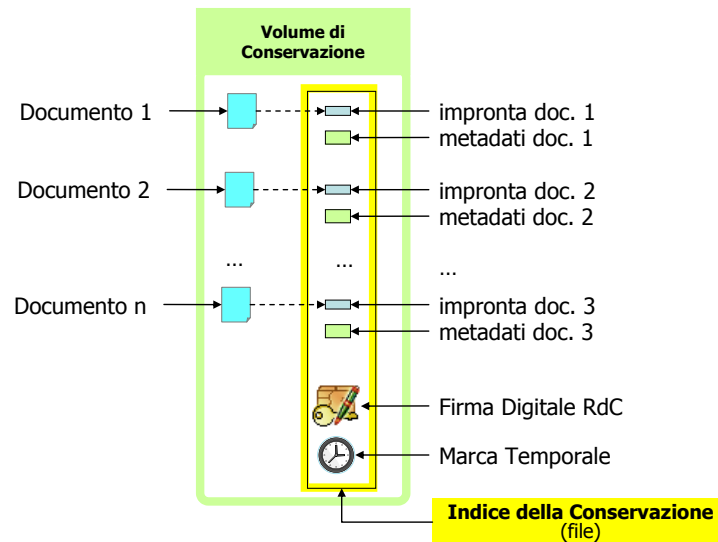 Volume di
Conservazione
Documento 1
impronta doc. 1
metadati doc. 1
Documento 2
impronta doc. 2
metadati doc. 2
...
...
...
Documento n
impronta doc. 3
metadati doc. 3
Firma Digitale RdC
Marca Temporale
Indice della Conservazione
(file)